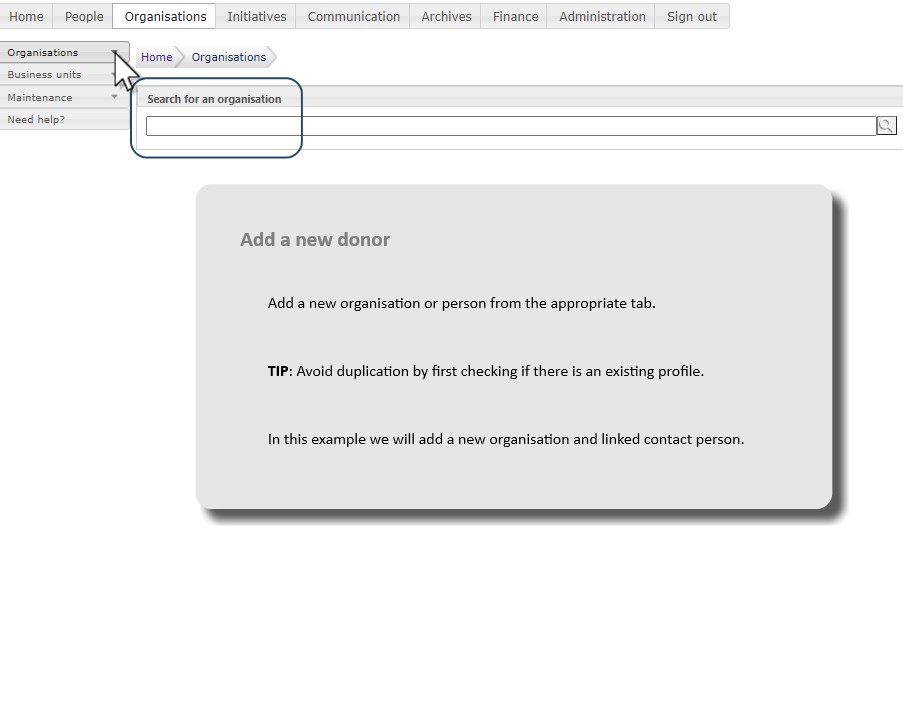 Home People Organisations Initiatives Communication Archives Finance Administration Sign out
Organisations
Business units
Maintenance
Need help?
Home Organisations
Search for an organisation
Add a new donor
Add a new organisation or person from the appropriate tab.
TIP: Avoid duplication by first checking if there is an existing profile.
In this example we will add a new organisation and linked contact person.